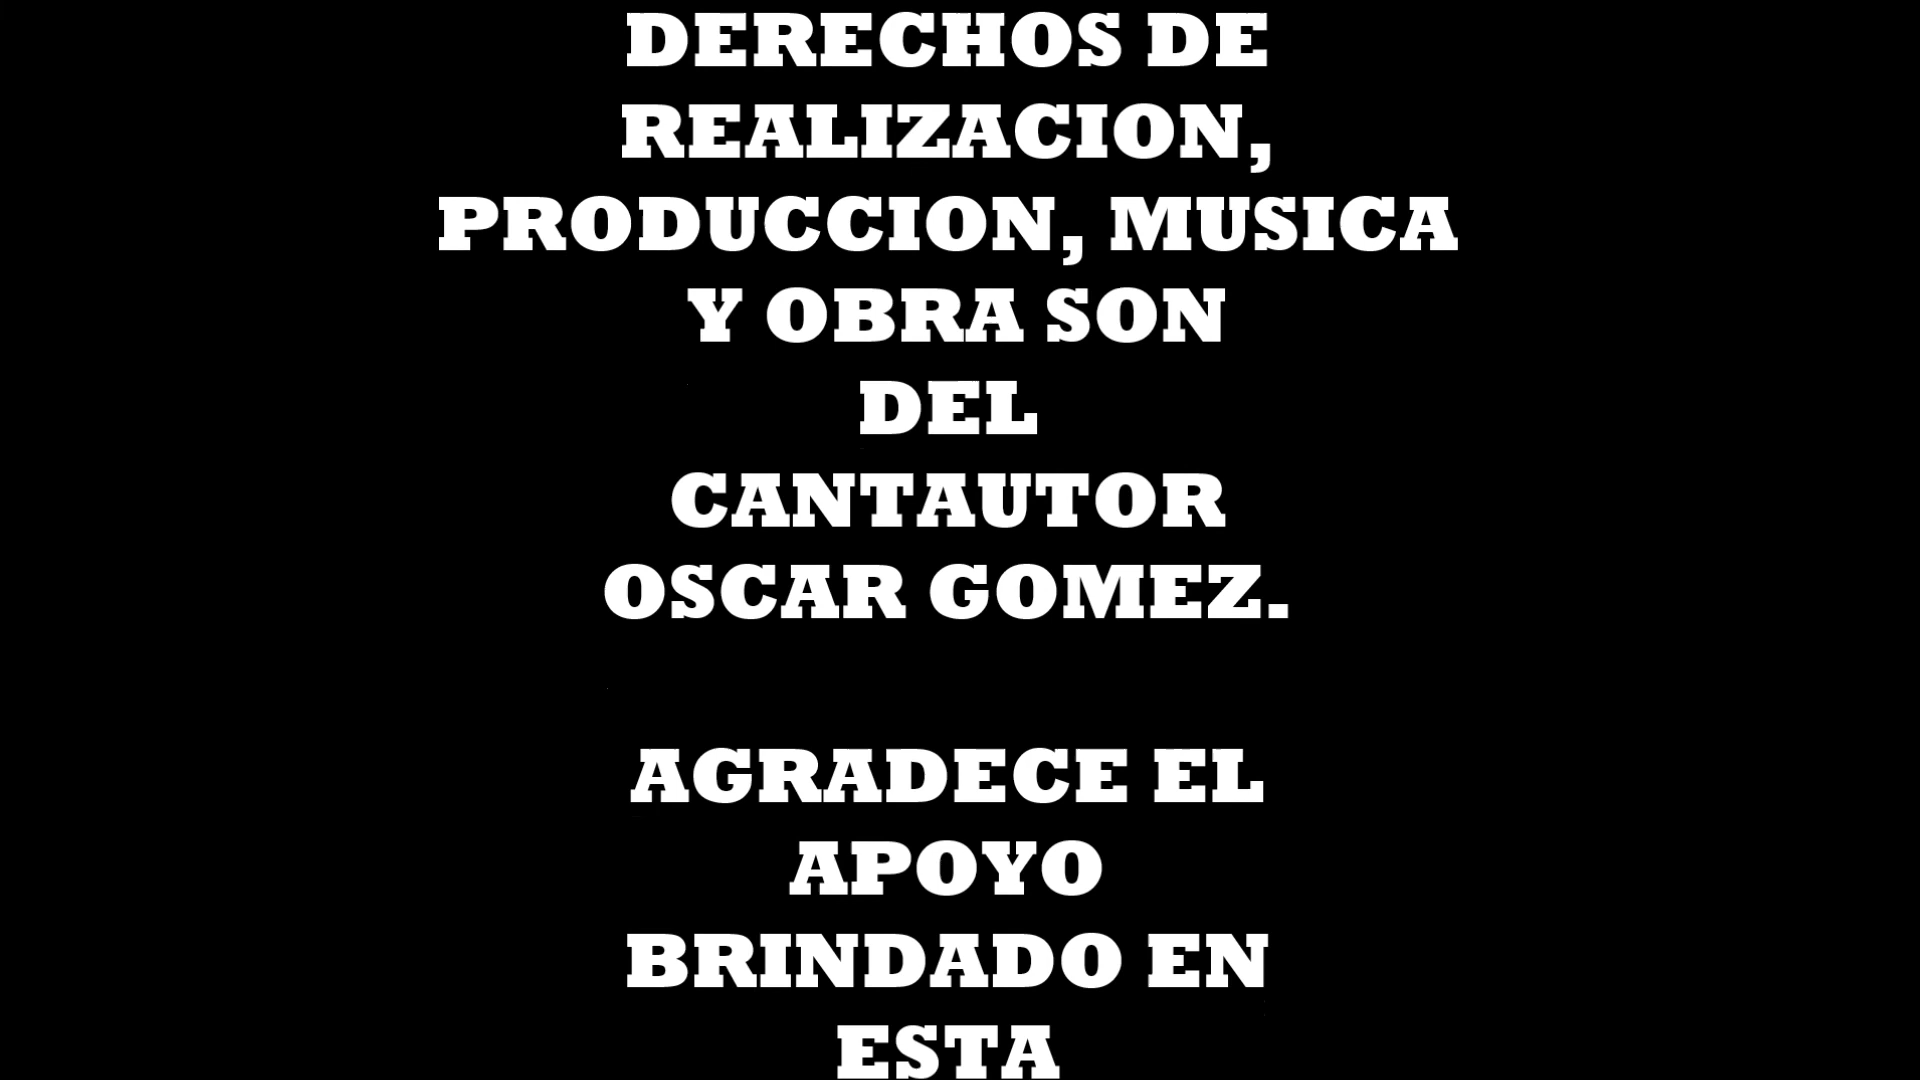 DERECHOS DE
REALIZACION,
PRODUCCION, MUSICA
Y OBRA SON
DEL
CANTAUTOR
OSCAR GOMEZ.
AGRADECE EL
APOYO
BRINDADO EN
ESTA